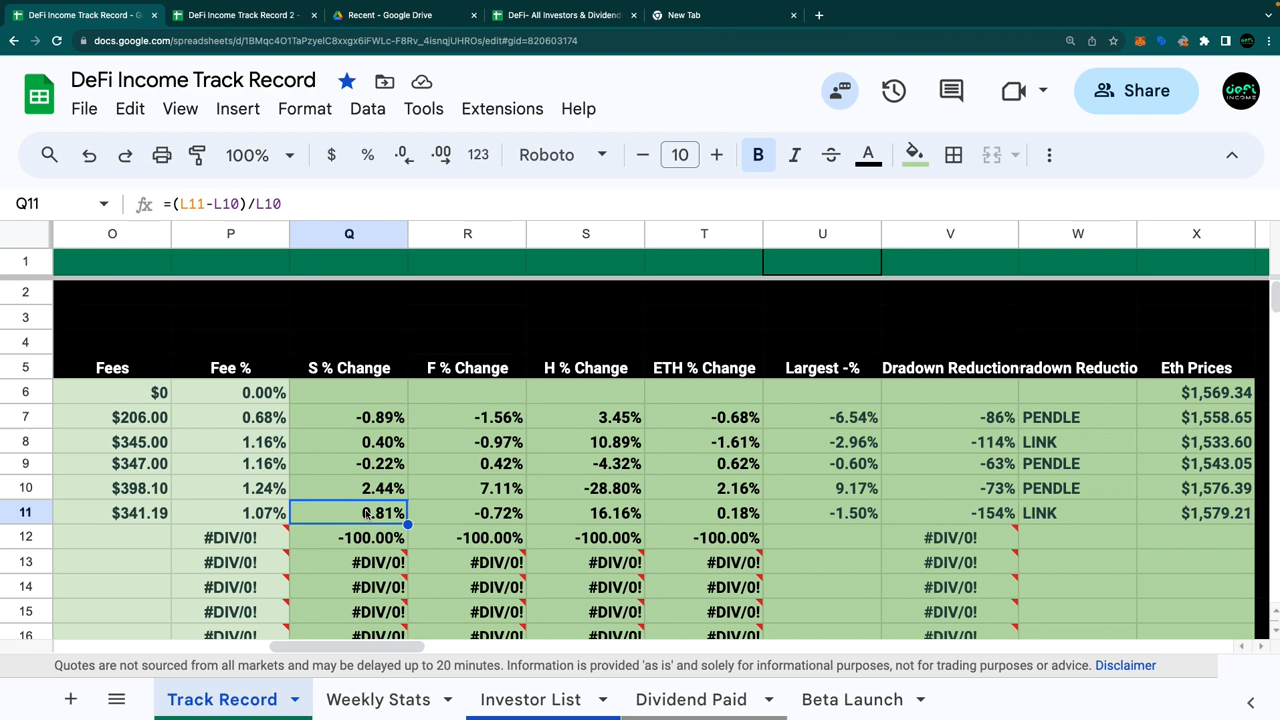 DeFi Income Track Record - G
DeFi Income Track Record 2 -
Recent - Google Drive
DeFi- All Investors & Dividend
New Tab
docs.google.com/spreadsheets/d/1BMqc4O1TaPzyeIC8xxgx6iFWLc-F8Rv_4isnqjUHROs/edit#gid=820603174
DeFi Income Track Record
File Edit View Insert Format Data Tools Extensions Help
Share
defi
INCOME
100% $ % .0 .00 123 Roboto 10 B I A
Q11 fx =(L11-L10)/L10
O P Q R S T U V W X
1
2
3
4
5 Fees Fee % S % Change F % Change H % Change ETH % Change Largest -% Dradown Reduction radown Reductio Eth Prices
6 $0 0.00% $1,569.34
7 $206.00 0.68% -0.89% -1.56% 3.45% -0.68% -6.54% -86% PENDLE $1,558.65
8 $345.00 1.16% 0.40% -0.97% 10.89% -1.61% -2.96% -114% LINK $1,533.60
9 $347.00 1.16% -0.22% 0.42% -4.32% 0.62% -0.60% -63% PENDLE $1,543.05
10 $398.10 1.24% 2.44% 7.11% -28.80% 2.16% 9.17% -73% PENDLE $1,576.39
11 $341.19 1.07% 0.81% -0.72% 16.16% 0.18% -1.50% -154% LINK $1,579.21
12 #DIV/0! -100.00% -100.00% -100.00% -100.00% #DIV/0!
13 #DIV/0! #DIV/0! #DIV/0! #DIV/0! #DIV/0! #DIV/0!
14 #DIV/0! #DIV/0! #DIV/0! #DIV/0! #DIV/0! #DIV/0!
15 #DIV/0! #DIV/0! #DIV/0! #DIV/0! #DIV/0! #DIV/0!
16 #DIV/0! #DIV/0! #DIV/0! #DIV/0! #DIV/0! #DIV/0!
Quotes are not sourced from all markets and may be delayed up to 20 minutes. Information is provided 'as is' and solely for informational purposes, not for trading purposes or advice. Disclaimer
Track Record Weekly Stats Investor List Dividend Paid Beta Launch